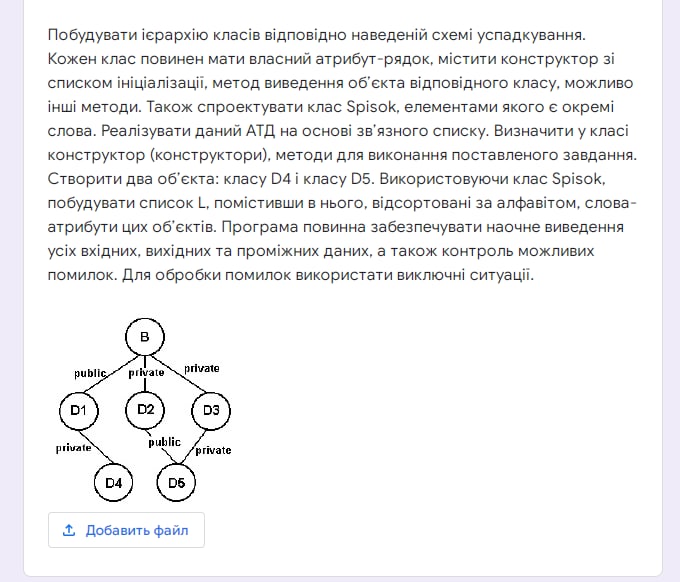 Побудувати ієрархію класів відповідно наведеній схемі успадкування.
Кожен клас повинен мати власний атрибут-рядок, містити конструктор зі
списком ініціалізації, метод виведення об’єкта відповідного класу, можливо
інші методи. Також спроектувати клас Spisok, елементами якого є окремі
слова. Реалізувати даний АТД на основі зв’язного списку. Визначити у класі
конструктор (конструктори), методи для виконання поставленого завдання.
Створити два об’єкта: класу D4 і класу D5. Використовуючи клас Spisok,
побудувати список L, помістивши в нього, відсортовані за алфавітом, слова-
атрибути цих об’єктів. Програма повинна забезпечувати наочне виведення
усіх вхідних, вихідних та проміжних даних, а також контроль можливих
помилок. Для обробки помилок використати виключні ситуації.
B
public private private
D1 D2 D3
private public private
D4 D5
Добавить файл